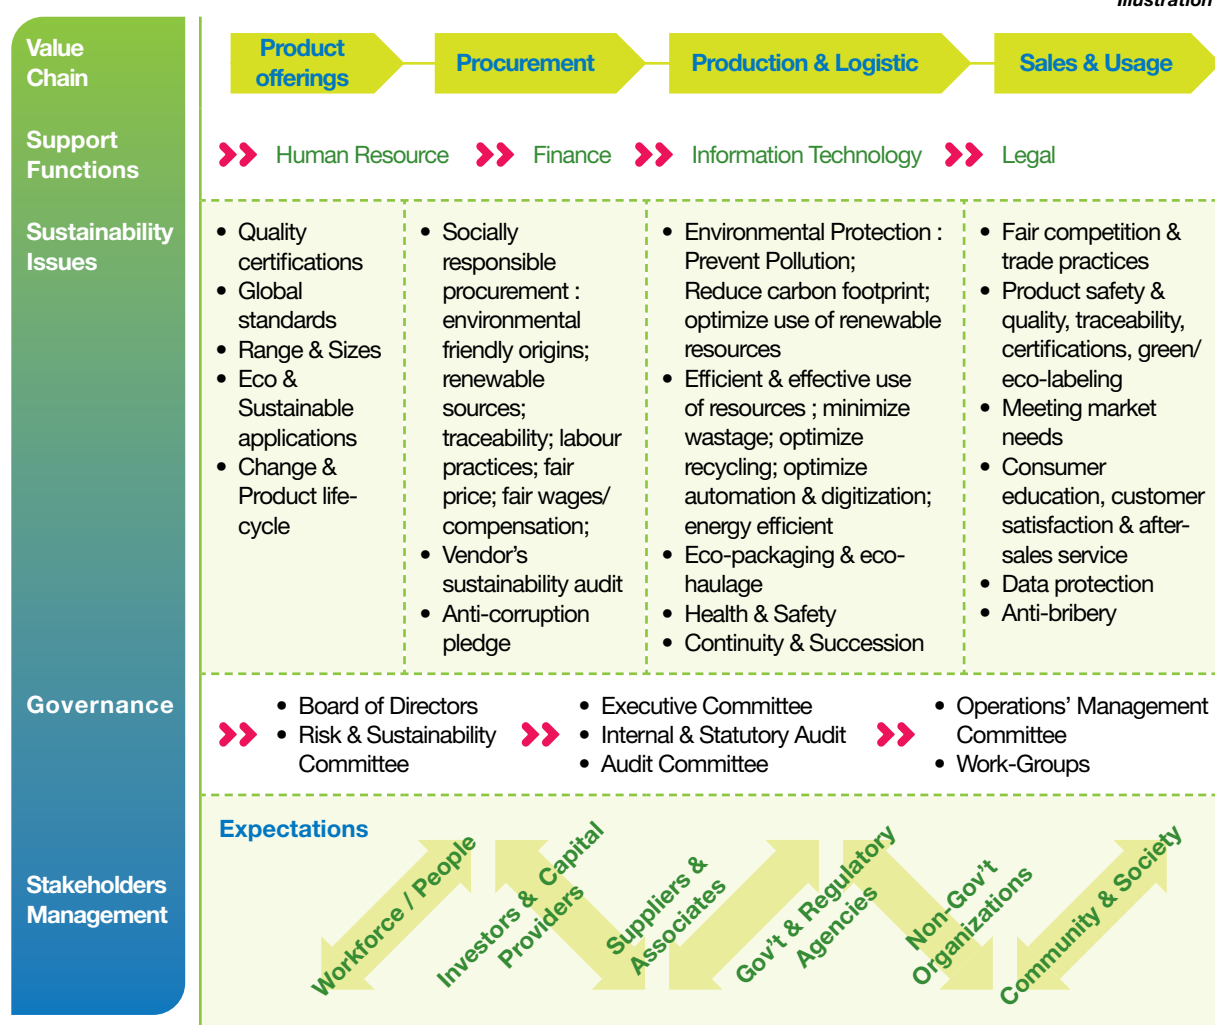 Illustration
Value
Chain
Product
offerings
Procurement
Production & Logistic
Sales & Usage
Support
Functions
Human Resource
Finance
Information Technology
Legal
Sustainability
Issues
• Quality
certifications
• Global
standards
• Range & Sizes
• Eco &
Sustainable
applications
• Change &
Product life-
cycle
• Socially
responsible
procurement :
environmental
friendly origins;
renewable
sources;
traceability; labour
practices; fair
price; fair wages/
compensation;
• Vendor's
sustainability audit
• Anti-corruption
pledge
• Environmental Protection :
Prevent Pollution;
Reduce carbon footprint;
optimize use of renewable
resources
• Efficient & effective use
of resources ; minimize
wastage; optimize
recycling; optimize
automation & digitization;
energy efficient
• Eco-packaging & eco-
haulage
• Health & Safety
• Continuity & Succession
• Fair competition &
trade practices
• Product safety &
quality, traceability,
certifications, green/
eco-labeling
• Meeting market
needs
• Consumer
education, customer
satisfaction & after-
sales service
• Data protection
• Anti-bribery
Governance
• Board of Directors
• Risk & Sustainability
Committee
• Executive Committee
• Internal & Statutory Audit
• Audit Committee
• Operations' Management
Committee
• Work-Groups
Stakeholders
Management
Expectations
Workforce / People
Investors & Capital
Providers
Suppliers &
Associates
Gov't & Regulatory
Agencies
Non-Gov't
Organizations
Community & Society